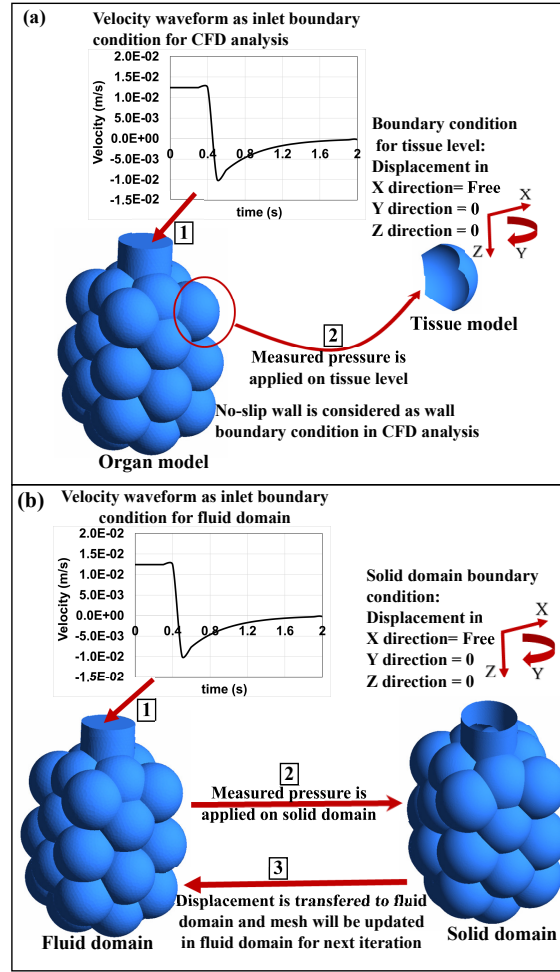 (a)
Velocity waveform as inlet boundary
condition for CFD analysis
2.0E-02
1.5E-02
1.0E-02
5.0E-03
0.0E+00
-5.0E-03
-1.0E-02
-1.5E-02
Velocity (m/s)
0 0.4 0.8 1.2 1.6 2
time (s)
Boundary condition
for tissue level:
Displacement in
X direction= Free
Y direction = 0
Z direction = 0
X
Z
Y
1
Tissue model
2
Measured pressure is
applied on tissue level
No-slip wall is considered as wall
boundary condition in CFD analysis
Organ model
(b)
Velocity waveform as inlet boundary
condition for fluid domain
2.0E-02
1.5E-02
1.0E-02
5.0E-03
0.0E+00
-5.0E-03
-1.0E-02
-1.5E-02
Velocity (m/s)
0 0.4 0.8 1.2 1.6 2
time (s)
Solid domain boundary
condition:
Displacement in
X direction= Free
Y direction = 0
Z direction = 0
X
Z
Y
1
2
Measured pressure is
applied on solid domain
3
Displacement is transfered to fluid
domain and mesh will be updated
in fluid domain for next iteration
Fluid domain
Solid domain